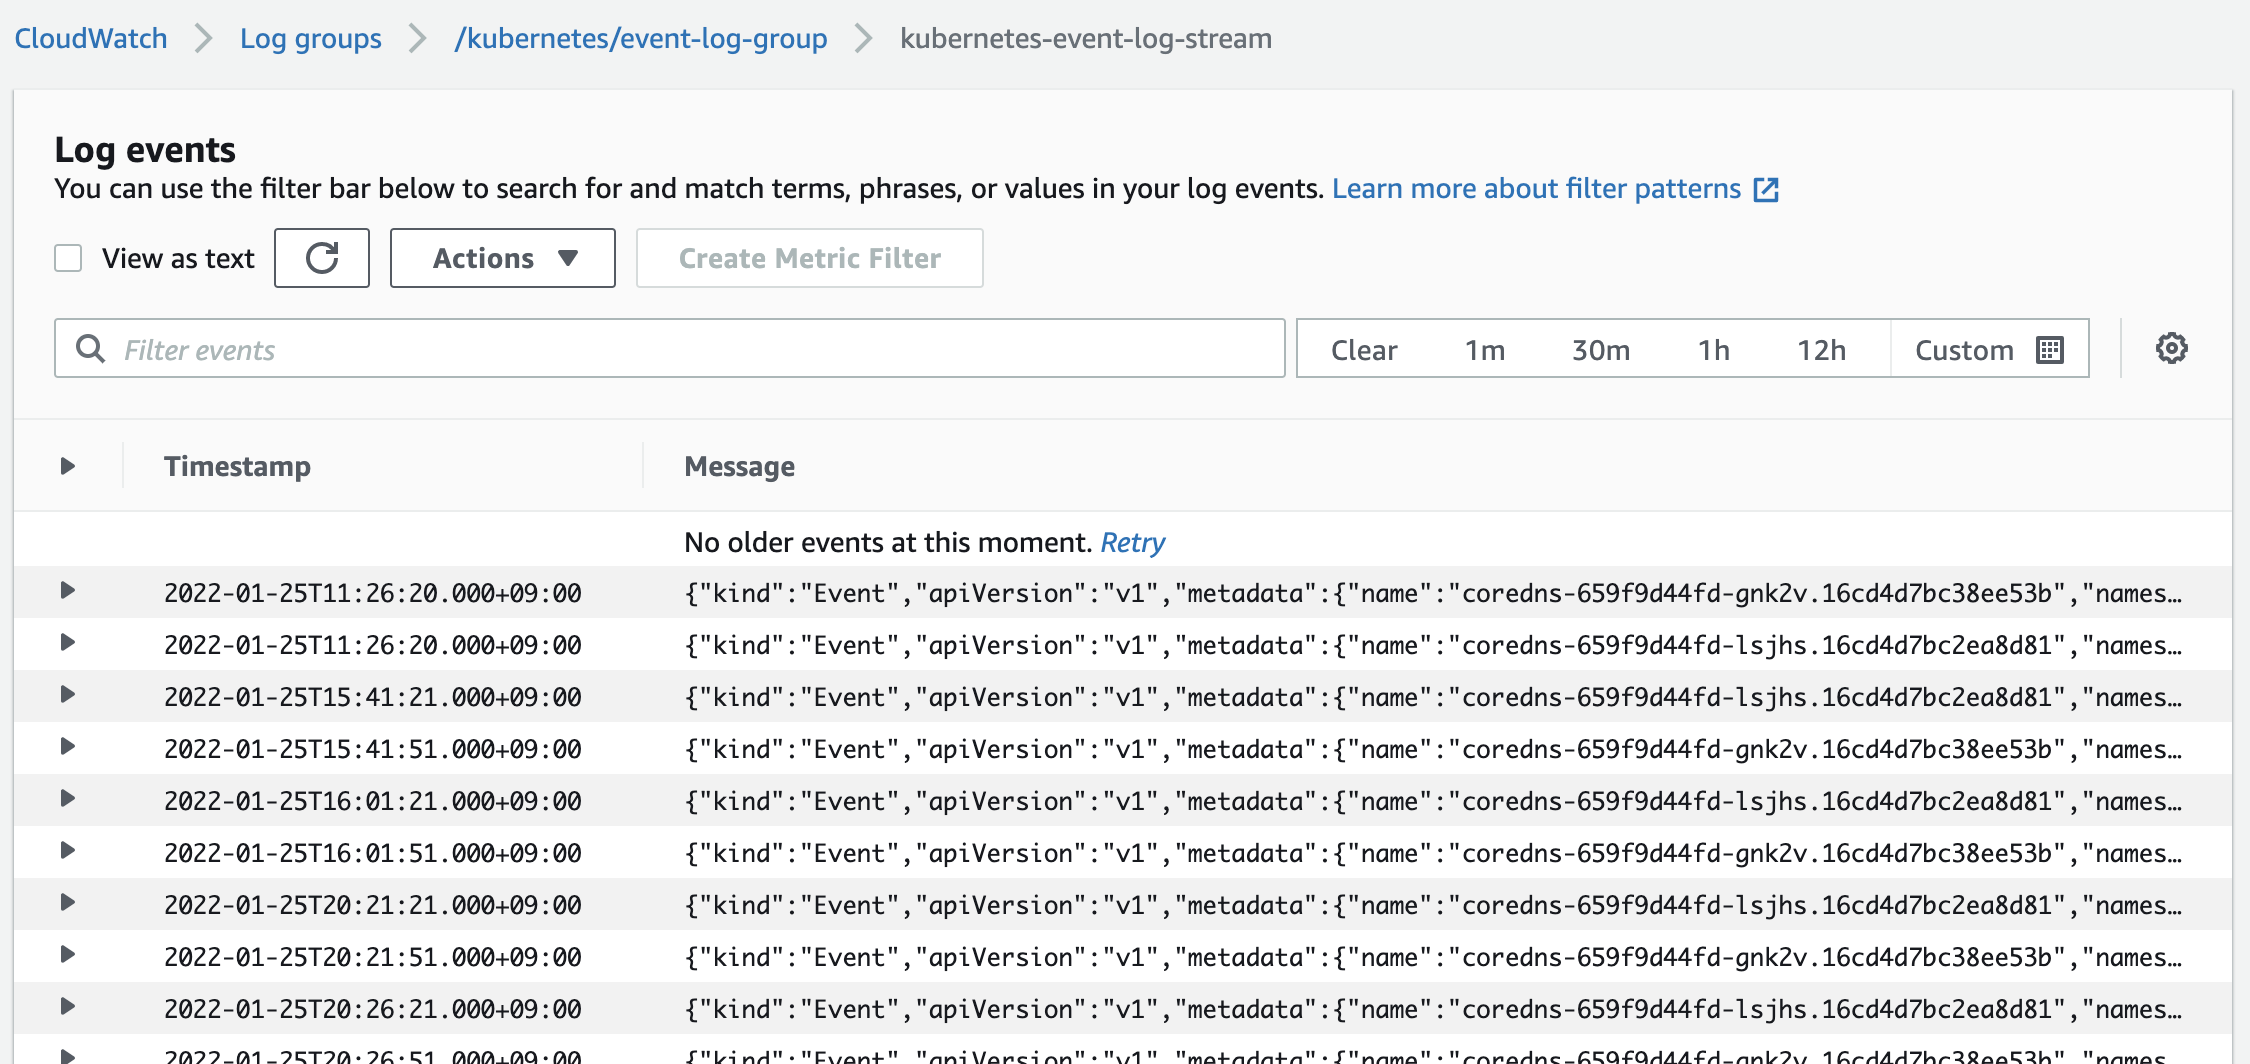 CloudWatch > Log groups > /kubernetes/event-log-group > kubernetes-event-log-stream
Log events
You can use the filter bar below to search for and match terms, phrases, or values in your log events. Learn more about filter patterns
View as text Actions Create Metric Filter
Filter events Clear 1m 30m 1h 12h Custom
Timestamp Message
No older events at this moment. Retry
2022-01-25T11:26:20.000+09:00 {"kind":"Event","apiVersion":"v1","metadata":{"name":"coredns-659f9d44fd-gnk2v.16cd4d7bc38ee53b","names…
2022-01-25T11:26:20.000+09:00 {"kind":"Event","apiVersion":"v1","metadata":{"name":"coredns-659f9d44fd-lsjhs.16cd4d7bc2ea8d81","names…
2022-01-25T15:41:21.000+09:00 {"kind":"Event","apiVersion":"v1","metadata":{"name":"coredns-659f9d44fd-lsjhs.16cd4d7bc2ea8d81","names…
2022-01-25T15:41:51.000+09:00 {"kind":"Event","apiVersion":"v1","metadata":{"name":"coredns-659f9d44fd-gnk2v.16cd4d7bc38ee53b","names…
2022-01-25T16:01:21.000+09:00 {"kind":"Event","apiVersion":"v1","metadata":{"name":"coredns-659f9d44fd-lsjhs.16cd4d7bc2ea8d81","names…
2022-01-25T16:01:51.000+09:00 {"kind":"Event","apiVersion":"v1","metadata":{"name":"coredns-659f9d44fd-gnk2v.16cd4d7bc38ee53b","names…
2022-01-25T20:21:21.000+09:00 {"kind":"Event","apiVersion":"v1","metadata":{"name":"coredns-659f9d44fd-lsjhs.16cd4d7bc2ea8d81","names…
2022-01-25T20:21:51.000+09:00 {"kind":"Event","apiVersion":"v1","metadata":{"name":"coredns-659f9d44fd-gnk2v.16cd4d7bc38ee53b","names…
2022-01-25T20:26:21.000+09:00 {"kind":"Event","apiVersion":"v1","metadata":{"name":"coredns-659f9d44fd-lsjhs.16cd4d7bc2ea8d81","names…
2022-01-25T20:26:51.000+09:00 {"kind":"Event","apiVersion":"v1","metadata":{"name":"coredns-659f9d44fd-gnk2v.16cd4d7bc38ee53b","names…